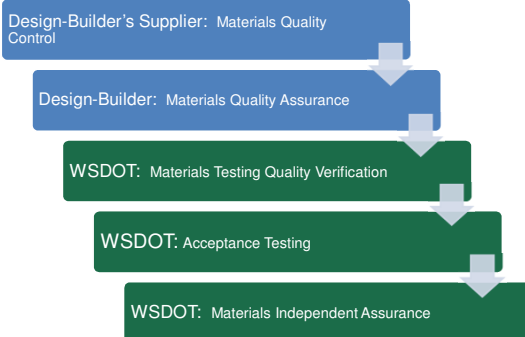 Design-Builder's Supplier: Materials Quality
Control
Design-Builder: Materials Quality Assurance
WSDOT: Materials Testing Quality Verification
WSDOT: Acceptance Testing
WSDOT: Materials Independent Assurance